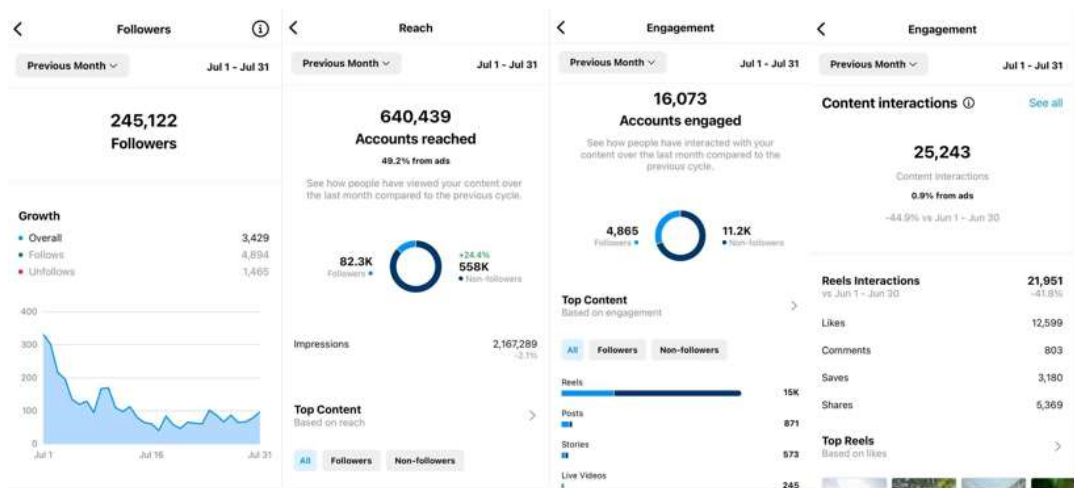 Followers
Previous Month
Jul 1 - Jul 31
245,122
Followers
Growth
Overall 3,429
Follows 4,894
Unfollows 1,465
400
300
200
100
0
Jul 1 Jul 16 Jul 31
Reach
Previous Month
Jul 1 - Jul 31
640,439
Accounts reached
49.2% from ads
See how people have viewed your content over
the last month compared to the previous cycle.
82.3K
Followers
+24.4%
558K
Non-followers
Impressions 2,167,289
-2.1%
Top Content
Based on reach
All Followers Non-followers
Engagement
Previous Month
Jul 1 - Jul 31
16,073
Accounts engaged
See how people have interacted with your
content over the last month compared to the
previous cycle.
4,865
Followers
11.2K
Non-followers
Top Content
Based on engagement
All Followers Non-followers
Reels
15K
Posts
871
Stories
573
Live Videos
245
Engagement
Previous Month
Jul 1 - Jul 31
Content interactions See all
25,243
Content Interactions
0.9% from ads
-44.9% vs Jun 1 - Jun 30
Reels Interactions 21,951
vs Jun 1 - Jun 30 -41.8%
Likes 12,599
Comments 803
Saves 3,180
Shares 5,369
Top Reels
Based on likes